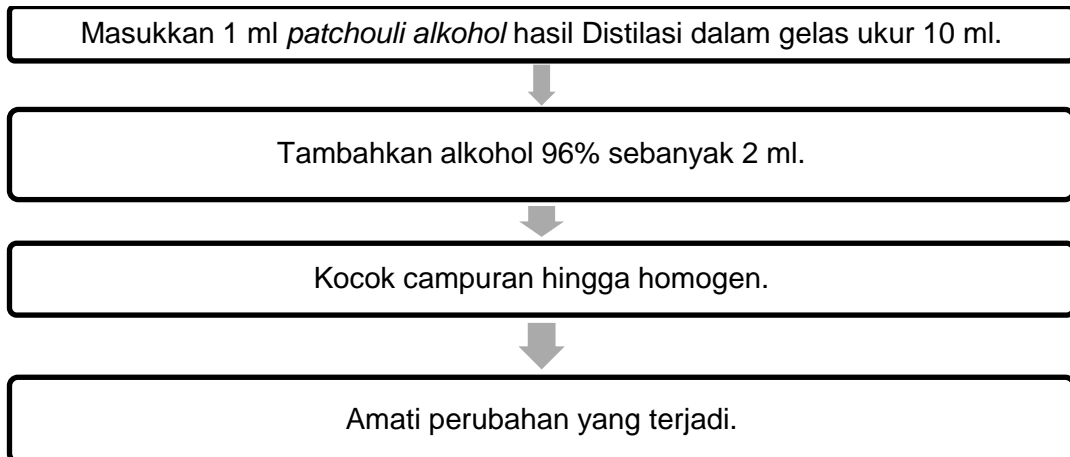 Masukkan 1 ml patchouli alkohol hasil Distilasi dalam gelas ukur 10 ml.
Tambahkan alkohol 96% sebanyak 2 ml.
Kocok campuran hingga homogen.
Amati perubahan yang terjadi.